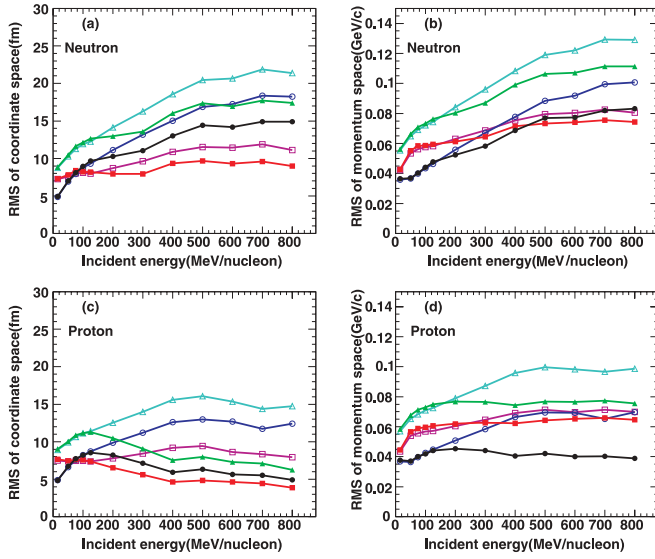 (a)
Neutron
RMS of coordinate space(fm)
30
25
20
15
10
5
0
0 100 200 300 400 500 600 700 800
Incident energy(MeV/nucleon)
(b)
Neutron
RMS of momentum space(GeV/c)
0.14
0.12
0.1
0.08
0.06
0.04
0.02
0
0 100 200 300 400 500 600 700 800
Incident energy(MeV/nucleon)
(c)
Proton
RMS of coordinate space(fm)
30
25
20
15
10
5
0
0 100 200 300 400 500 600 700 800
Incident energy(MeV/nucleon)
(d)
Proton
RMS of momentum space(GeV/c)
0.14
0.12
0.1
0.08
0.06
0.04
0.02
0
0 100 200 300 400 500 600 700 800
Incident energy(MeV/nucleon)